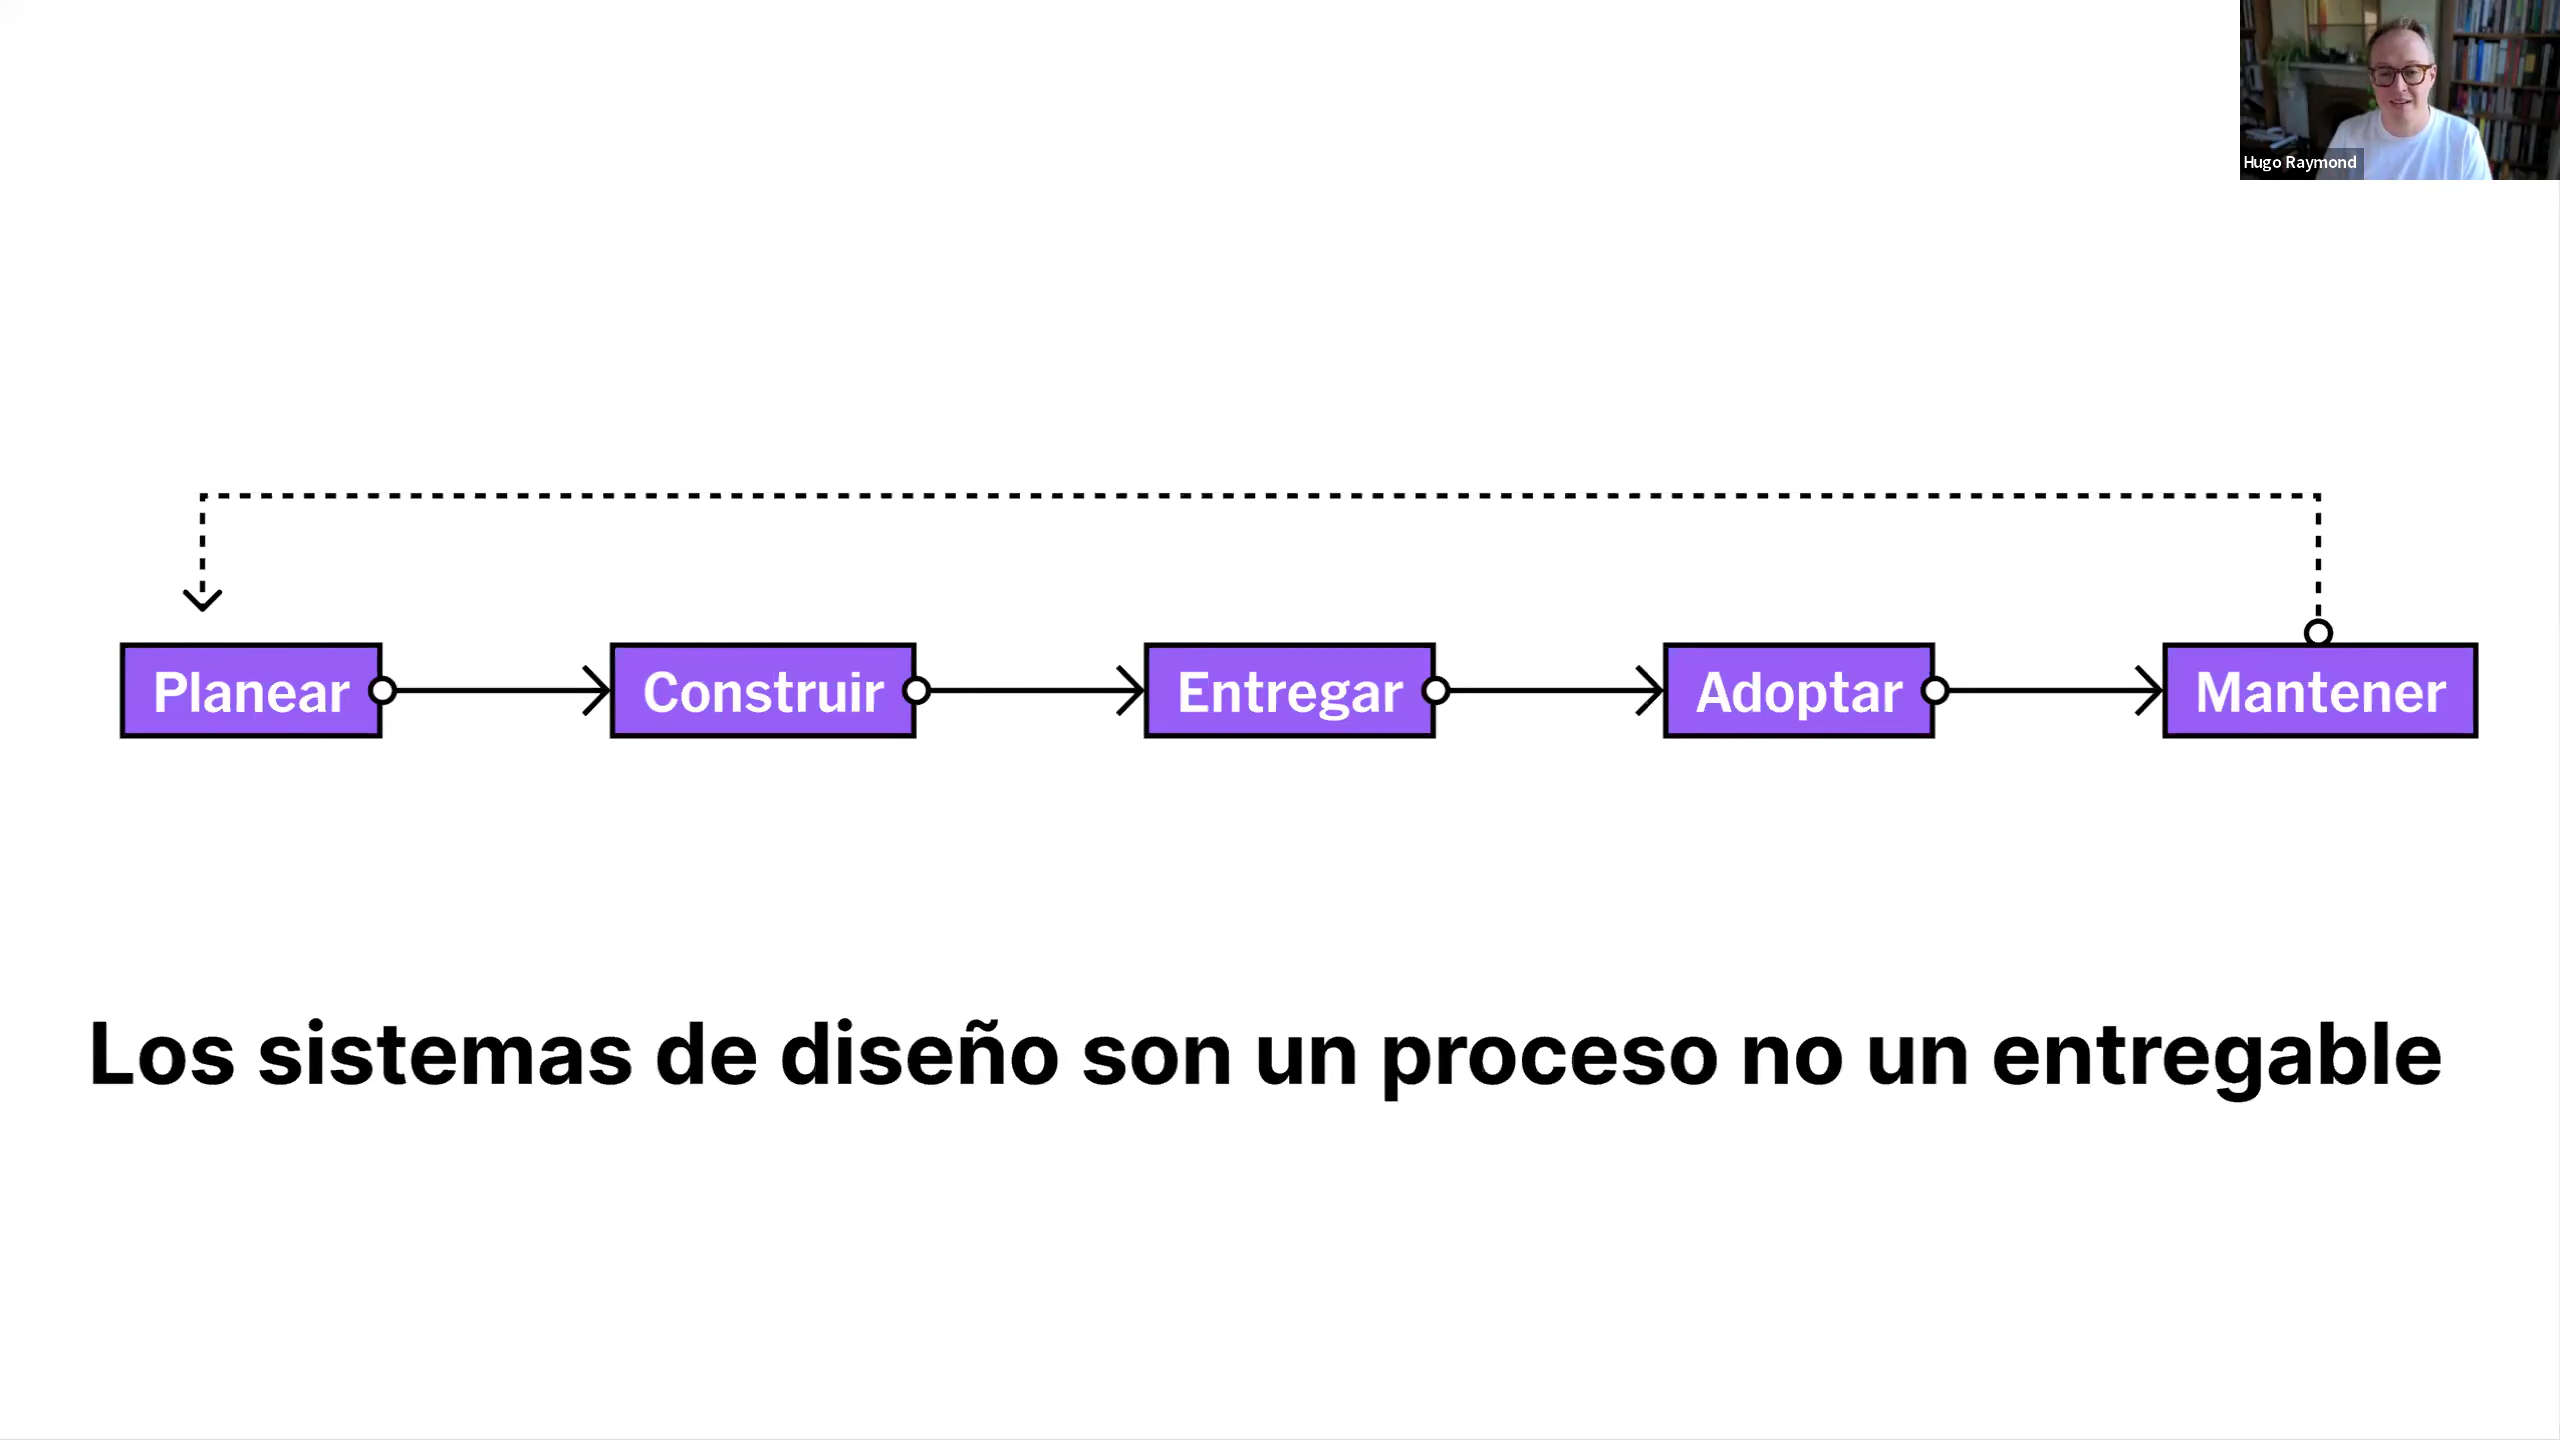 Hugo Raymond
Planear
Construir
Entregar
Adoptar
Mantener
Los sistemas de diseño son un proceso no un entregable